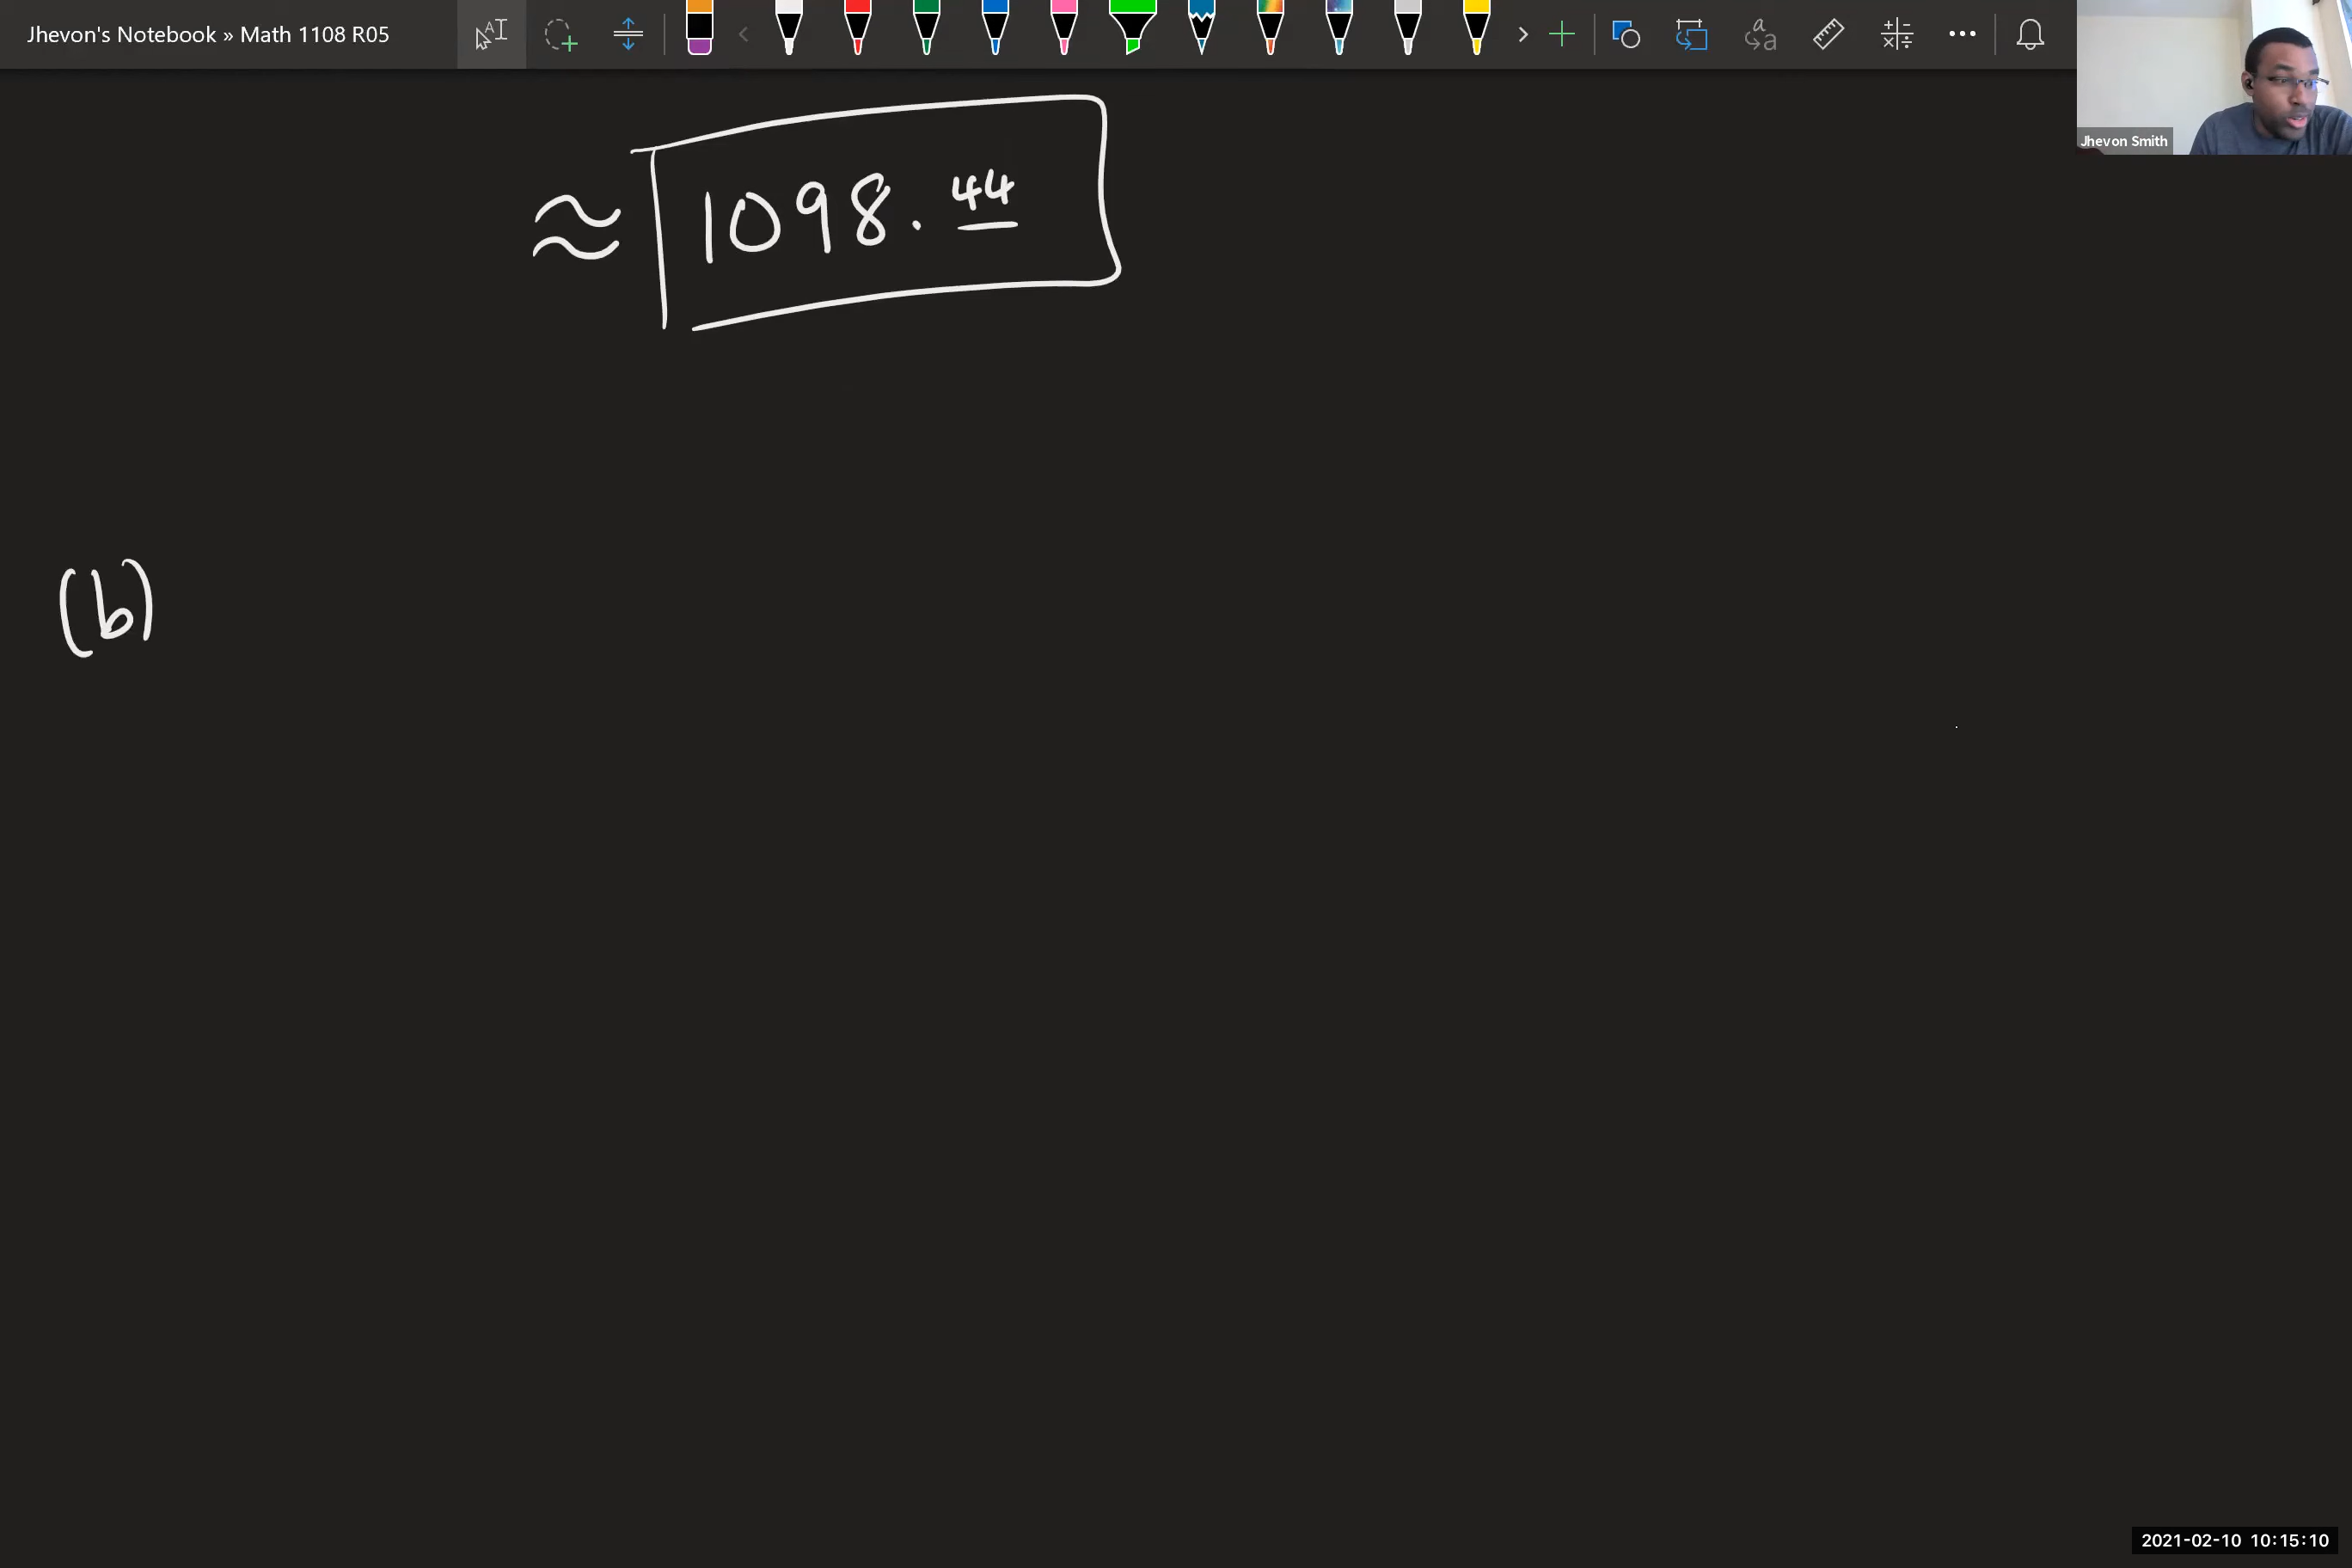 Jhevon's Notebook » Math 1108 R05
Jhevon Smith
≈ 1098.44
(b)
2021-02-10 10:15:10